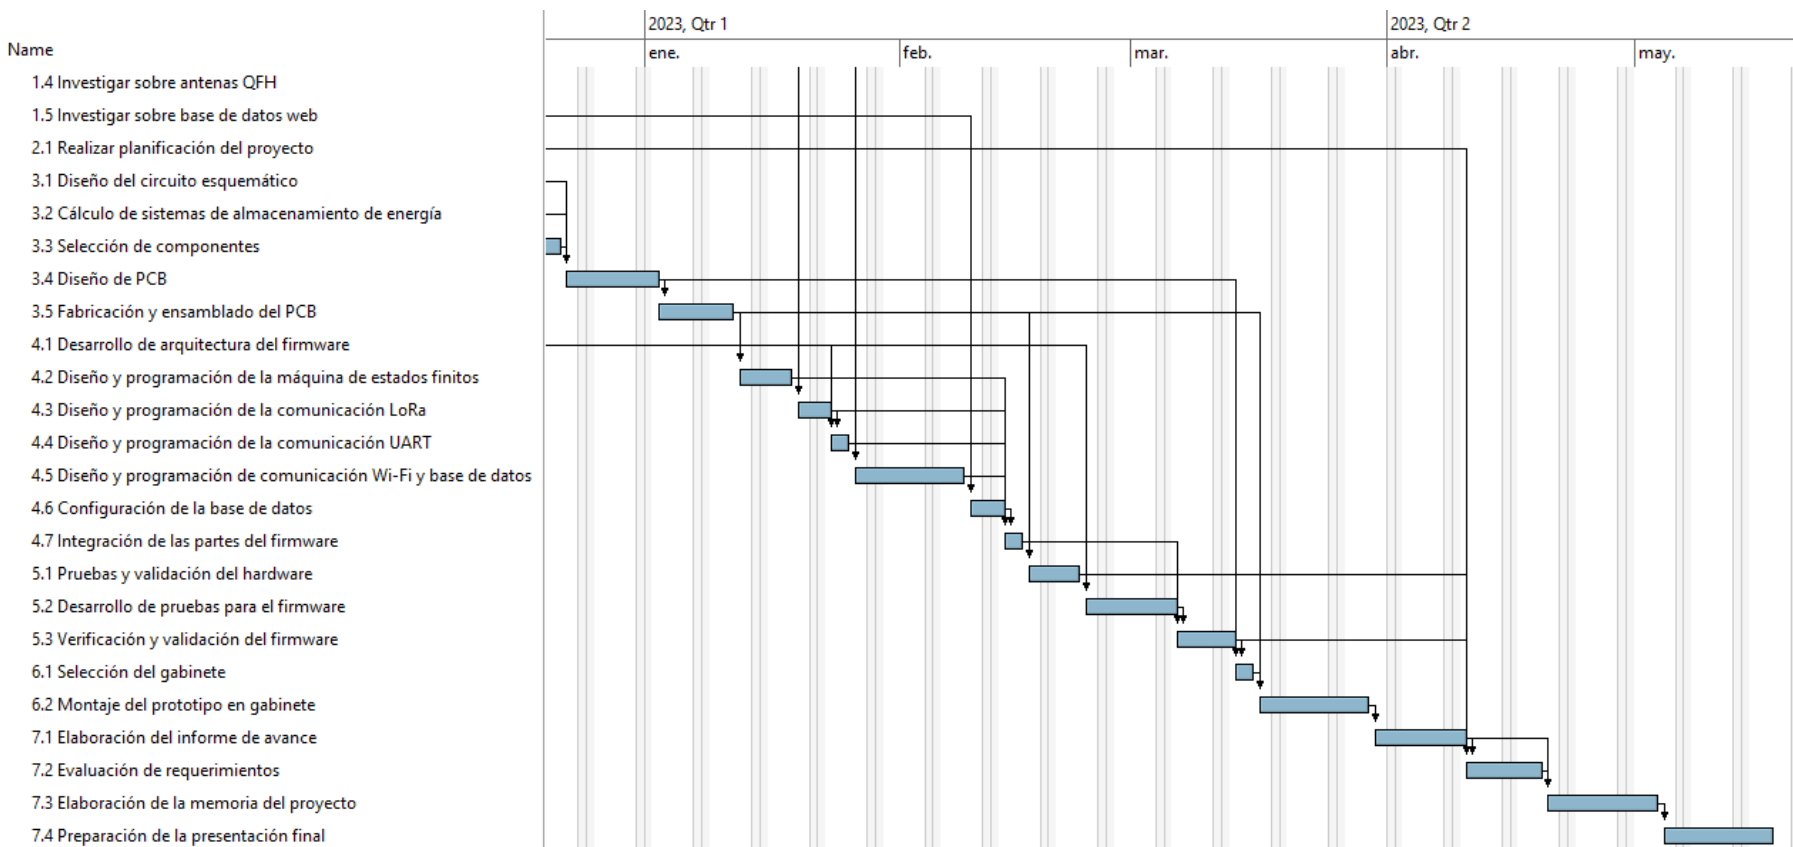 2023, Qtr 1
2023, Qtr 2
Name
ene.
feb.
mar.
abr.
may.
1.4 Investigar sobre antenas QFH
1.5 Investigar sobre base de datos web
2.1 Realizar planificación del proyecto
3.1 Diseño del circuito esquemático
3.2 Cálculo de sistemas de almacenamiento de energía
3.3 Selección de componentes
3.4 Diseño de PCB
3.5 Fabricación y ensamblado del PCB
4.1 Desarrollo de arquitectura del firmware
4.2 Diseño y programación de la máquina de estados finitos
4.3 Diseño y programación de la comunicación LoRa
4.4 Diseño y programación de la comunicación UART
4.5 Diseño y programación de comunicación Wi-Fi y base de datos
4.6 Configuración de la base de datos
4.7 Integración de las partes del firmware
5.1 Pruebas y validación del hardware
5.2 Desarrollo de pruebas para el firmware
5.3 Verificación y validación del firmware
6.1 Selección del gabinete
6.2 Montaje del prototipo en gabinete
7.1 Elaboración del informe de avance
7.2 Evaluación de requerimientos
7.3 Elaboración de la memoria del proyecto
7.4 Preparación de la presentación final